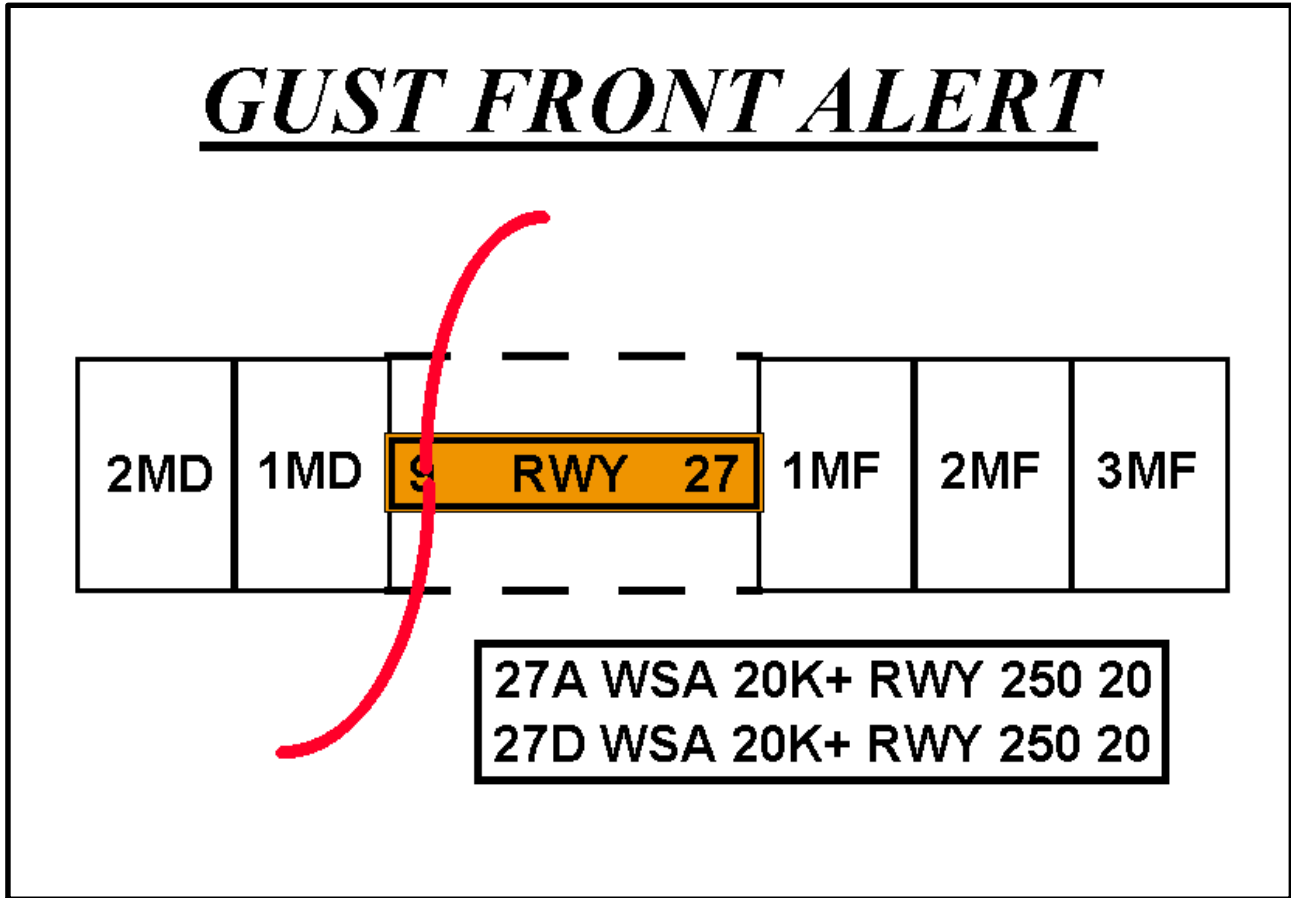 GUST FRONT ALERT
2MD 1MD 9 RWY 27 1MF 2MF 3MF
27A WSA 20K+ RWY 250 20
27D WSA 20K+ RWY 250 20